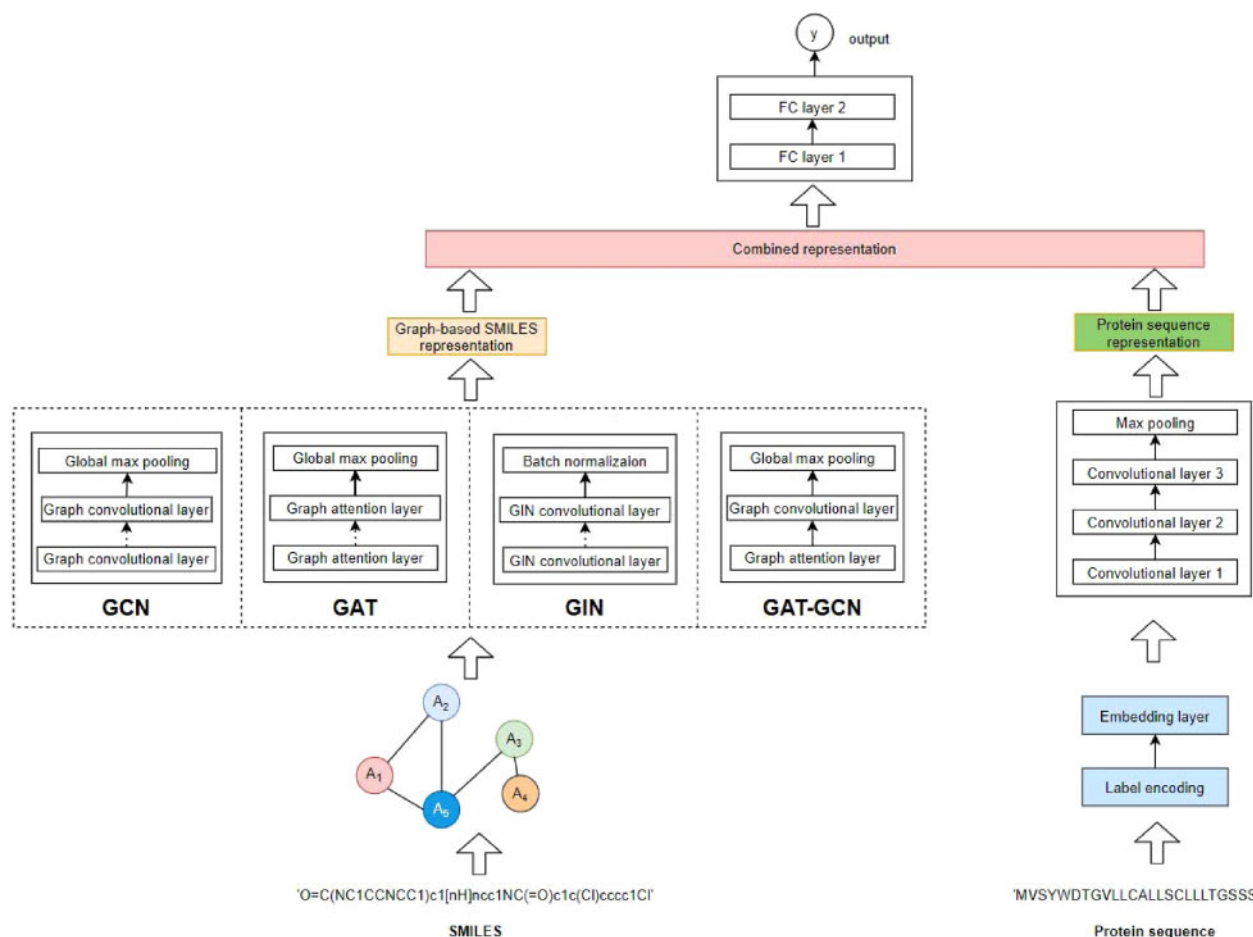 y
output
FC layer 2
FC layer 1
Combined representation
Graph-based SMILES
representation
Protein sequence
representation
Global max pooling
Graph convolutional layer
Graph convolutional layer
GCN
Global max pooling
Graph attention layer
Graph attention layer
GAT
Batch normalizaion
GIN convolutional layer
GIN convolutional layer
GIN
Global max pooling
Graph convolutional layer
Graph attention layer
GAT-GCN
Max pooling
Convolutional layer 3
Convolutional layer 2
Convolutional layer 1
A2
A3
A1
A4
A5
Embedding layer
Label encoding
'O=C(NC1CCNCC1)c1[nH]ncc1NC(=O)c1c(Cl)cccc1Cl'
SMILES
'MVSYWDTGVLLCALLSCLLLTGSSS
Protein sequence